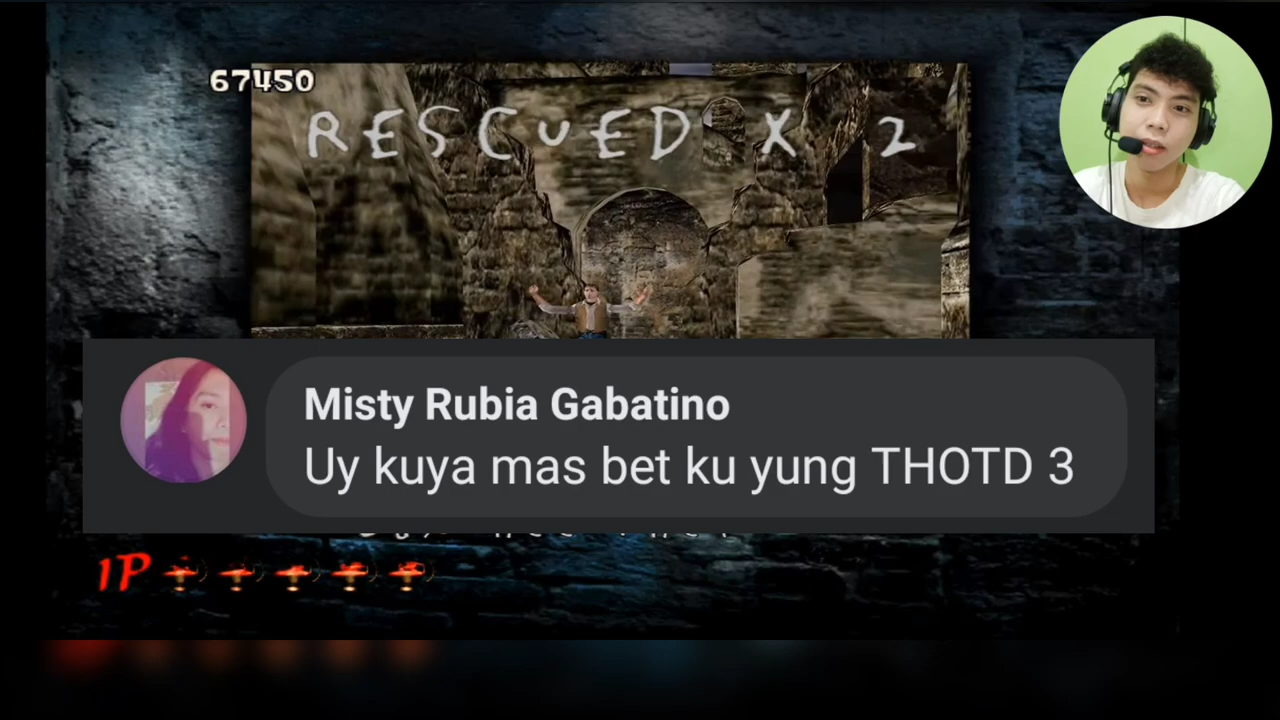 67450
RESCUED X 2
Misty Rubia Gabatino
Uy kuya mas bet ku yung THOTD 3
1P